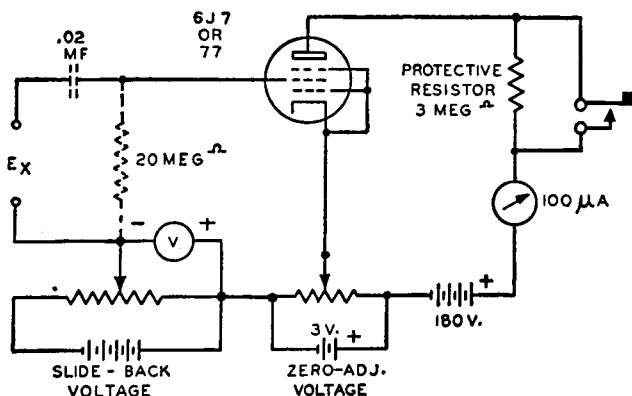 .02
MF
6J7
OR
77
PROTECTIVE
RESISTOR
3 MEG Ω
20 MEG Ω
EX
- V +
100 μA
+
180 V.
3 V. +
SLIDE - BACK
VOLTAGE
ZERO-ADJ.
VOLTAGE